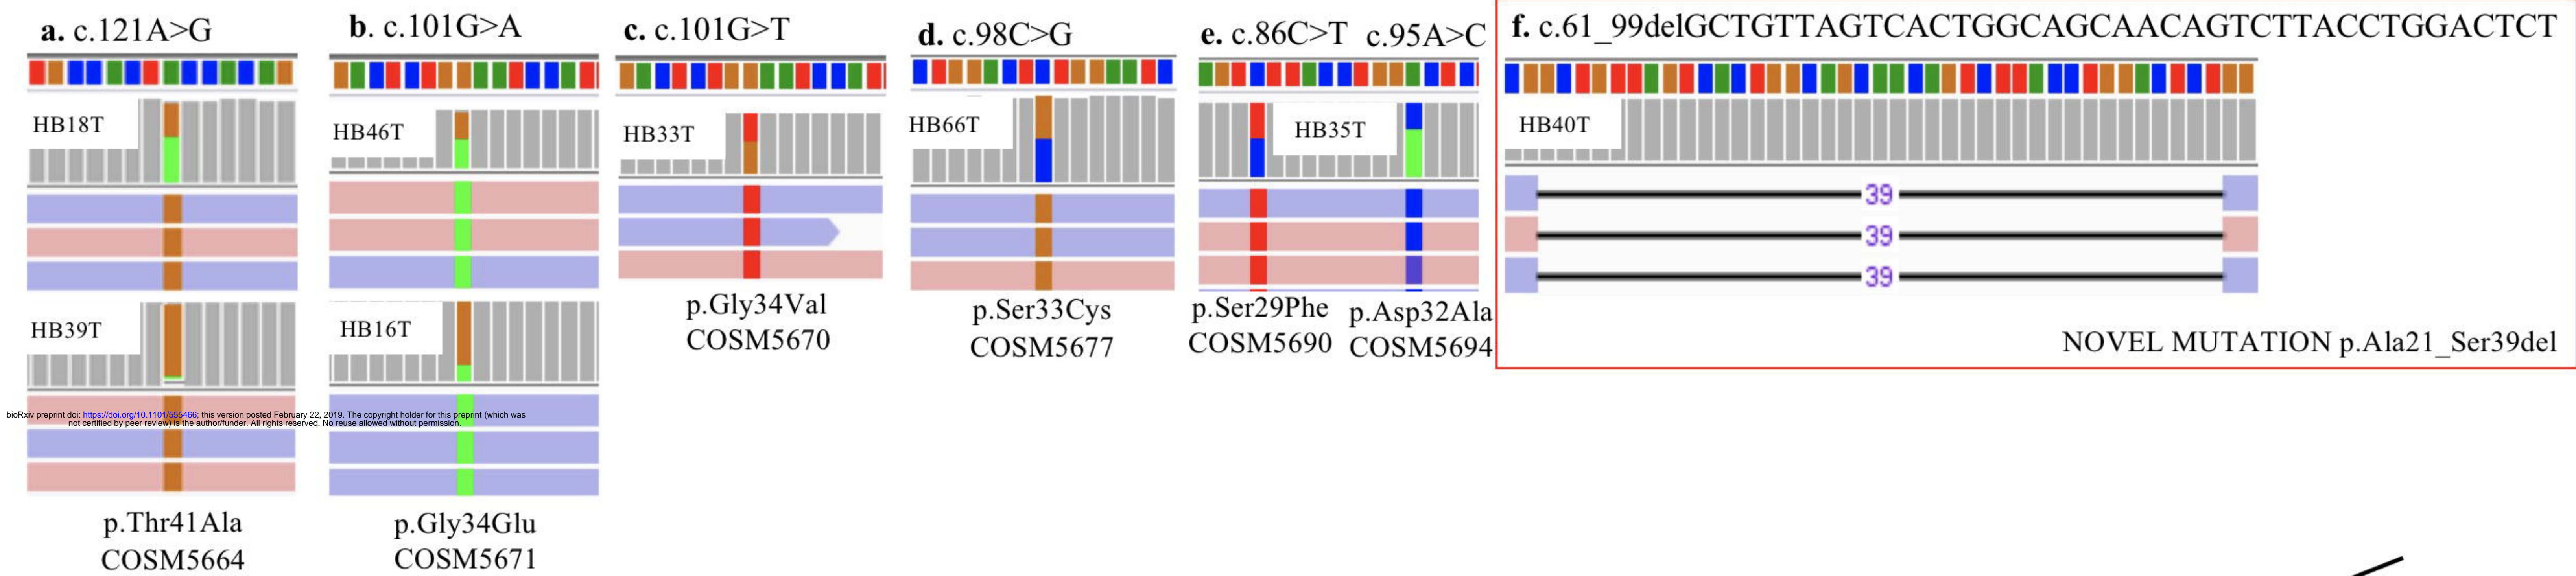 a. c.121A>G
HB18T
HB39T
bioRxiv preprint doi: https://doi.org/10.1101/555466; this version posted February 22, 2019. The copyright holder for this preprint (which was
not certified by peer review) is the author/funder. All rights reserved. No reuse allowed without permission.
p.Thr41Ala
COSM5664
b. c.101G>A
HB46T
HB16T
p.Gly34Glu
COSM5671
c. c.101G>T
HB33T
p.Gly34Val
COSM5670
d. c.98C>G
HB66T
p.Ser33Cys
COSM5677
e. c.86C>T c.95A>C
HB35T
p.Ser29Phe p.Asp32Ala
COSM5690 COSM5694
f. c.61_99delGCTGTTAGTCACTGGCAGCAACAGTCTTACCTGGACTCT
HB40T
39
39
39
NOVEL MUTATION p.Ala21_Ser39del